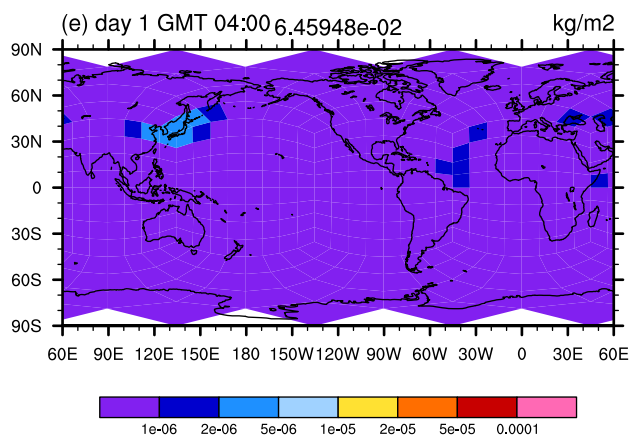 (e) day 1 GMT 04:00 6.45948e-02 kg/m2
90N
60N
30N
0
30S
60S
90S
60E 90E 120E 150E 180 150W 120W 90W 60W 30W 0 30E 60E
1e-06 2e-06 5e-06 1e-05 2e-05 5e-05 0.0001